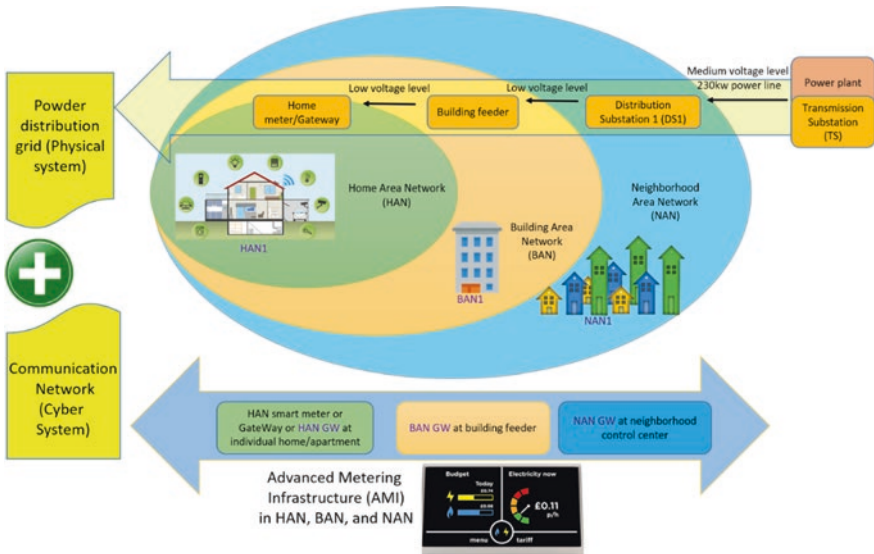 Powder
distribution
grid (Physical
system)
Medium voltage level
230kw power line
Low voltage level
Low voltage level
Power plant
Transmission
Substation
(TS)
Distribution
Substation 1 (DS1)
Building feeder
Home
meter/Gateway
Home Area Network
(HAN)
HAN1
Building Area
Network
(BAN)
BAN1
Neighborhood
Area Network
(NAN)
NAN1
Communication
Network
(Cyber
System)
HAN smart meter or
GateWay or HAN GW at
individual home/apartment
BAN GW at building feeder
NAN GW at neighborhood
control center
Advanced Metering
Infrastructure (AMI)
in HAN, BAN, and NAN
Budget
Today
Electricity now
£0.11
p/h
menu
tariff